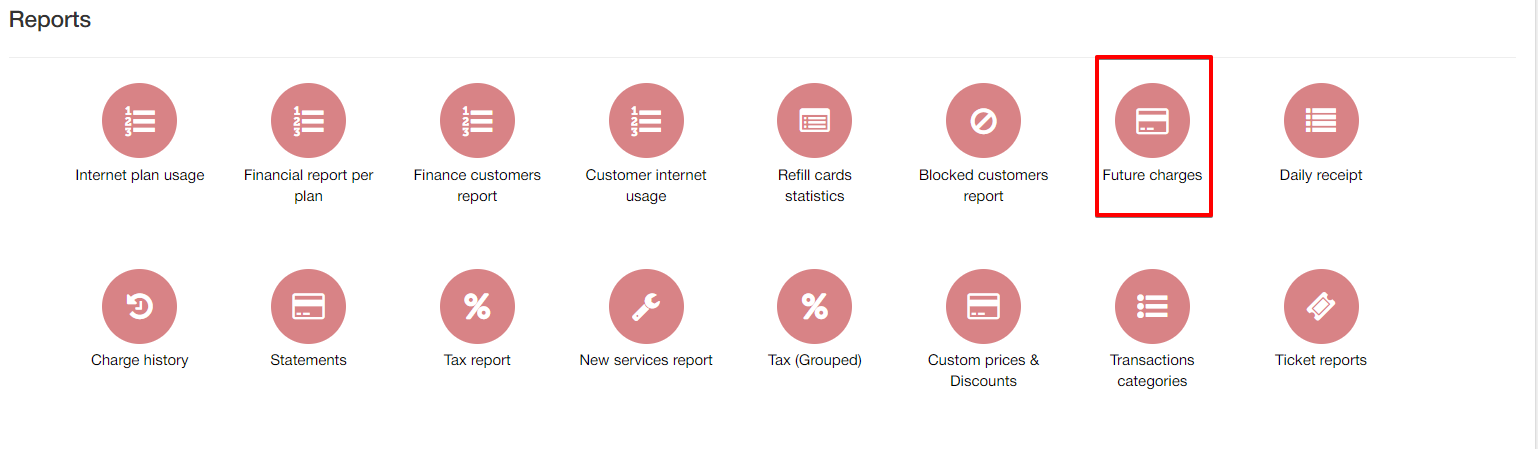 Reports
Internet plan usage
Financial report per
plan
Finance customers
report
Customer internet
usage
Refill cards
statistics
Blocked customers
report
Future charges
Daily receipt
Charge history
Statements
Tax report
New services report
Tax (Grouped)
Custom prices &
Discounts
Transactions
categories
Ticket reports